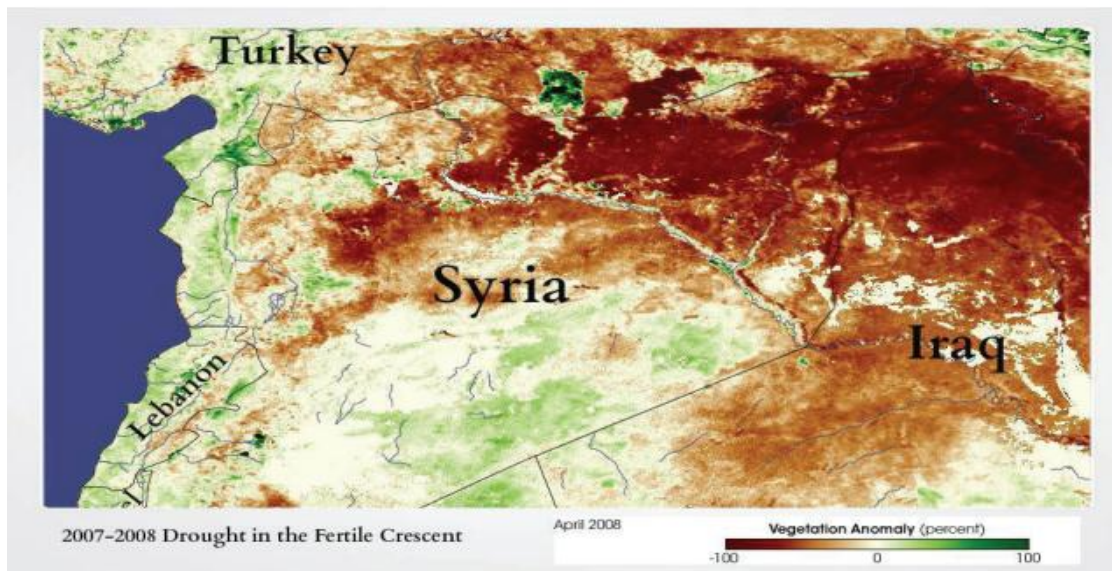 Turkey
Syria
Iraq
Lebanon
el
2007-2008 Drought in the Fertile Crescent
April 2008
Vegetation Anomaly (percent)
-100 0 100